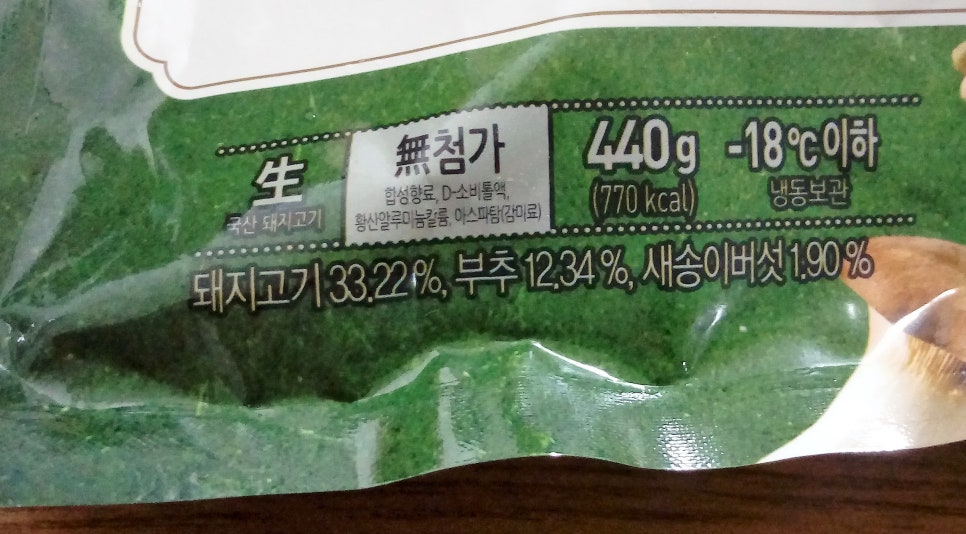 生
국산 돼지고기
無첨가
합성향료, D-소비톨액,
황산알루미늄칼륨, 아스파탐(감미료)
440g
(770 kcal)
-18℃이하
냉동보관
돼지고기 33.22%, 부추 12.34%, 새송이버섯 1.90%